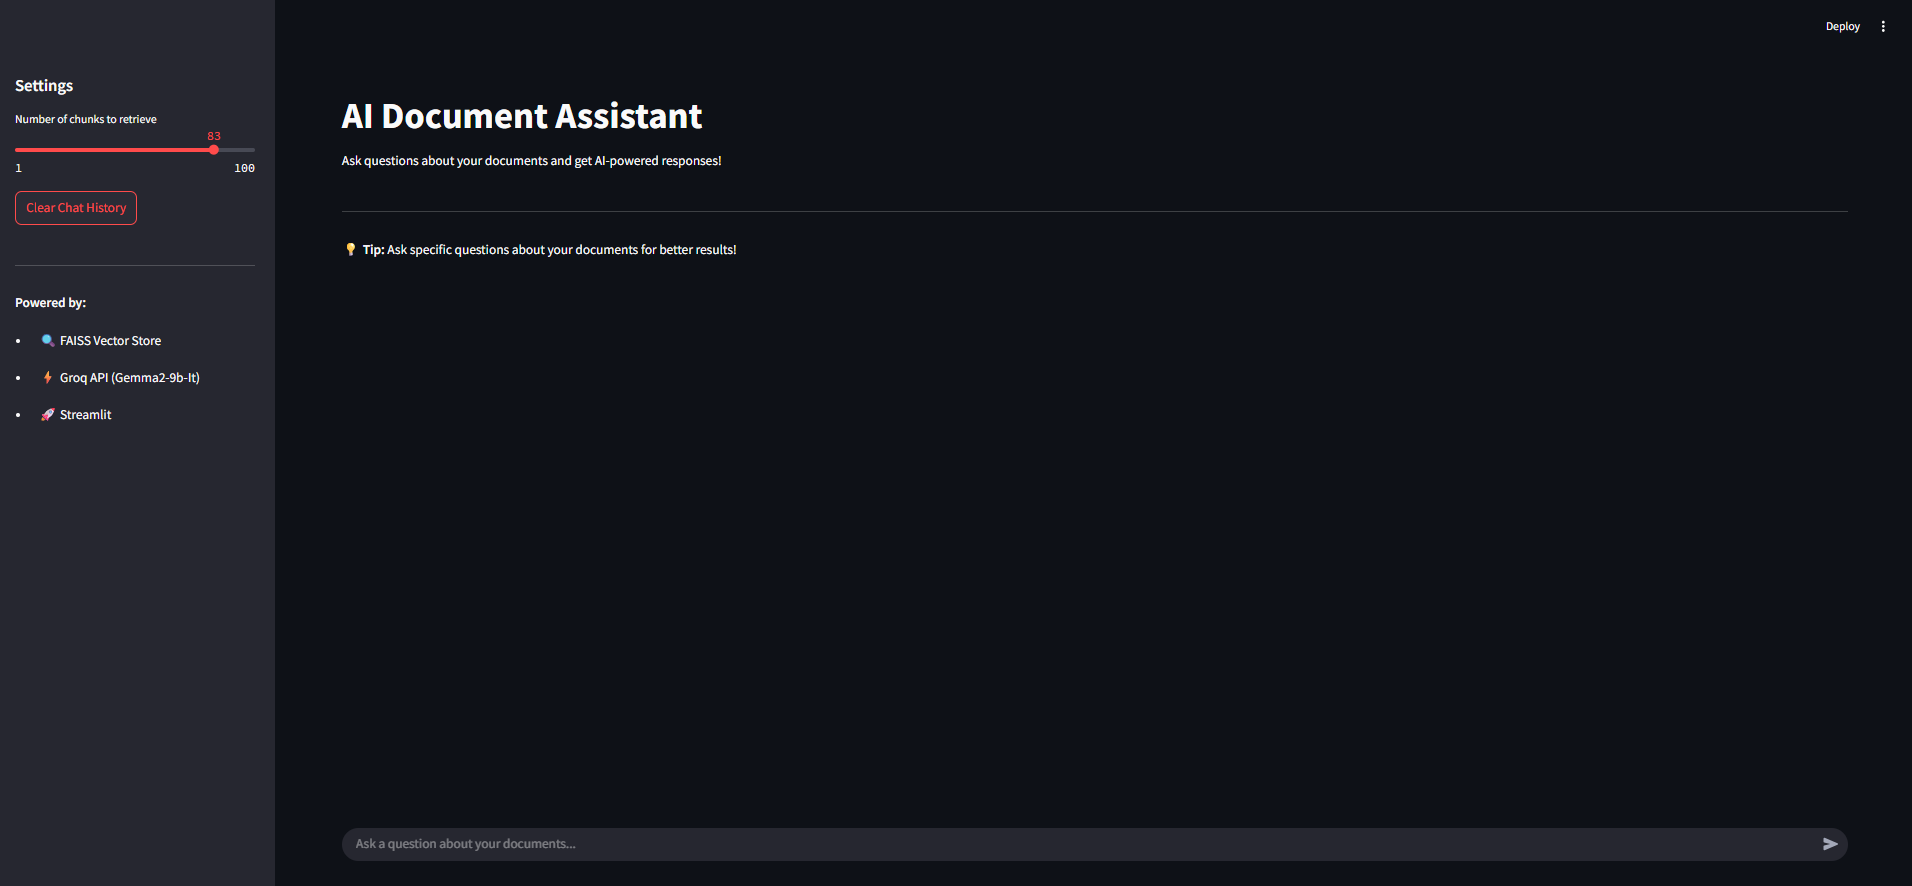 Deploy
Settings
Number of chunks to retrieve
83
1 100
Clear Chat History
Powered by:
• 🔍 FAISS Vector Store
• ⚡ Groq API (Gemma2-9b-It)
• 🚀 Streamlit
AI Document Assistant
Ask questions about your documents and get AI-powered responses!
💡 Tip: Ask specific questions about your documents for better results!
Ask a question about your documents...